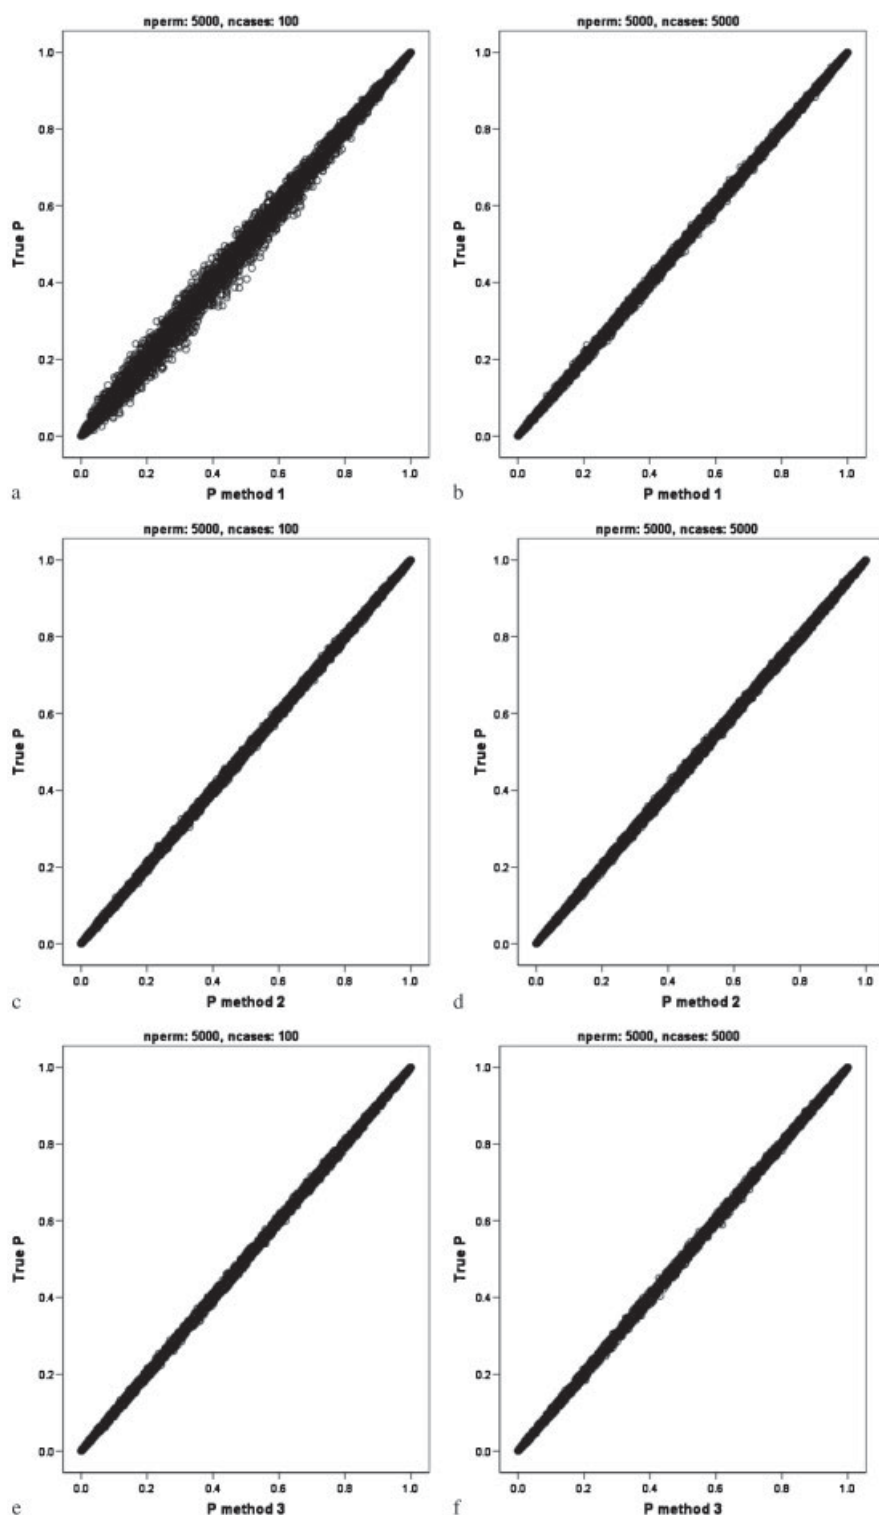 nperm: 5000, ncases: 100
1.0
0.8
0.6
0.4
0.2
0.0
True P
0.0 0.2 0.4 0.6 0.8 1.0
P method 1
a
nperm: 5000, ncases: 5000
1.0
0.8
0.6
0.4
0.2
0.0
True P
0.0 0.2 0.4 0.6 0.8 1.0
P method 1
b
nperm: 5000, ncases: 100
1.0
0.8
0.6
0.4
0.2
0.0
True P
0.0 0.2 0.4 0.6 0.8 1.0
P method 2
c
nperm: 5000, ncases: 5000
1.0
0.8
0.6
0.4
0.2
0.0
True P
0.0 0.2 0.4 0.6 0.8 1.0
P method 2
d
nperm: 5000, ncases: 100
1.0
0.8
0.6
0.4
0.2
0.0
True P
0.0 0.2 0.4 0.6 0.8 1.0
P method 3
e
nperm: 5000, ncases: 5000
1.0
0.8
0.6
0.4
0.2
0.0
True P
0.0 0.2 0.4 0.6 0.8 1.0
P method 3
f